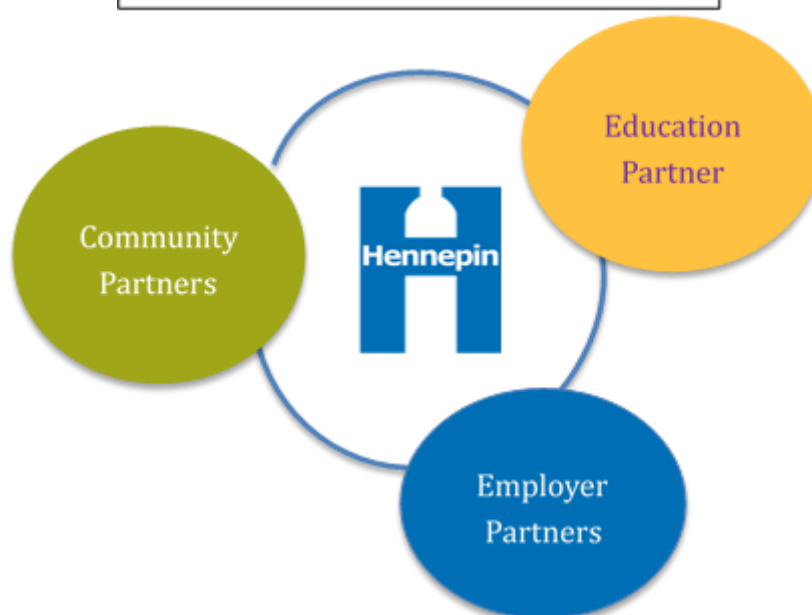 Education
Partner
Community
Partners
Hennepin
Employer
Partners